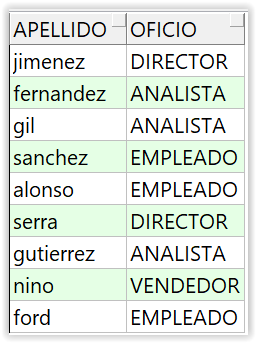 APELLIDO OFICIO
jimenez DIRECTOR
fernandez ANALISTA
gil ANALISTA
sanchez EMPLEADO
alonso EMPLEADO
serra DIRECTOR
gutierrez ANALISTA
nino VENDEDOR
ford EMPLEADO